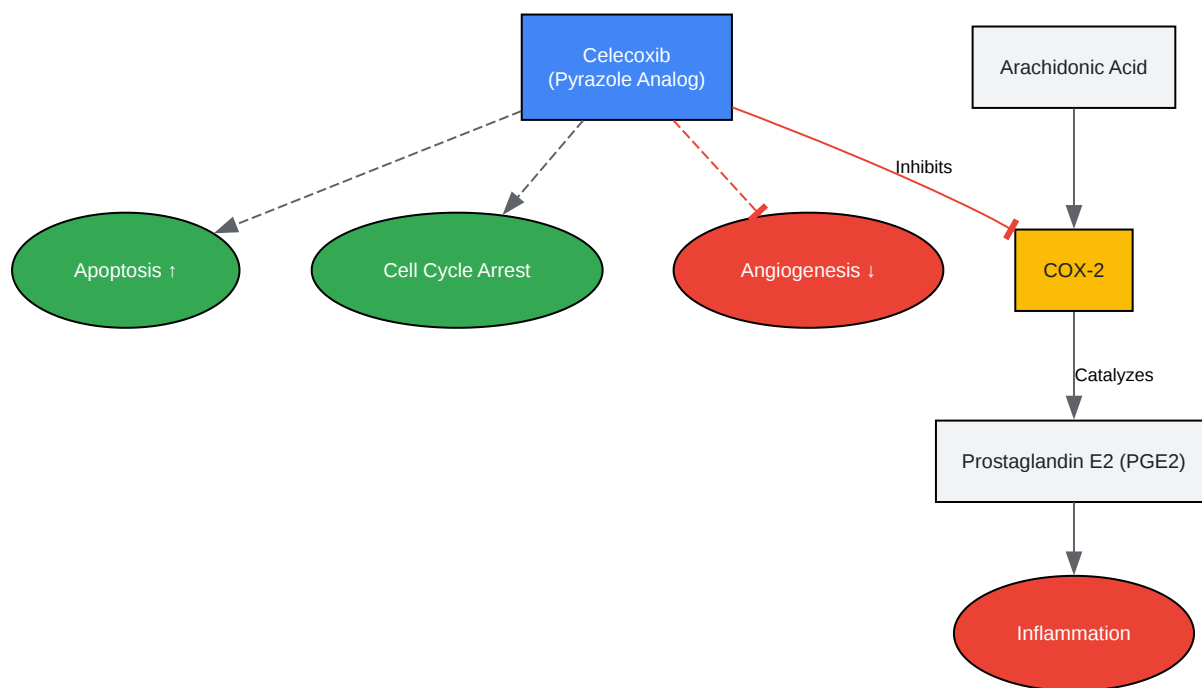 Celecoxib
(Pyrazole Analog)
Arachidonic Acid
Inhibits
Apoptosis ↑
Cell Cycle Arrest
Angiogenesis ↓
COX-2
Catalyzes
Prostaglandin E2 (PGE2)
Inflammation